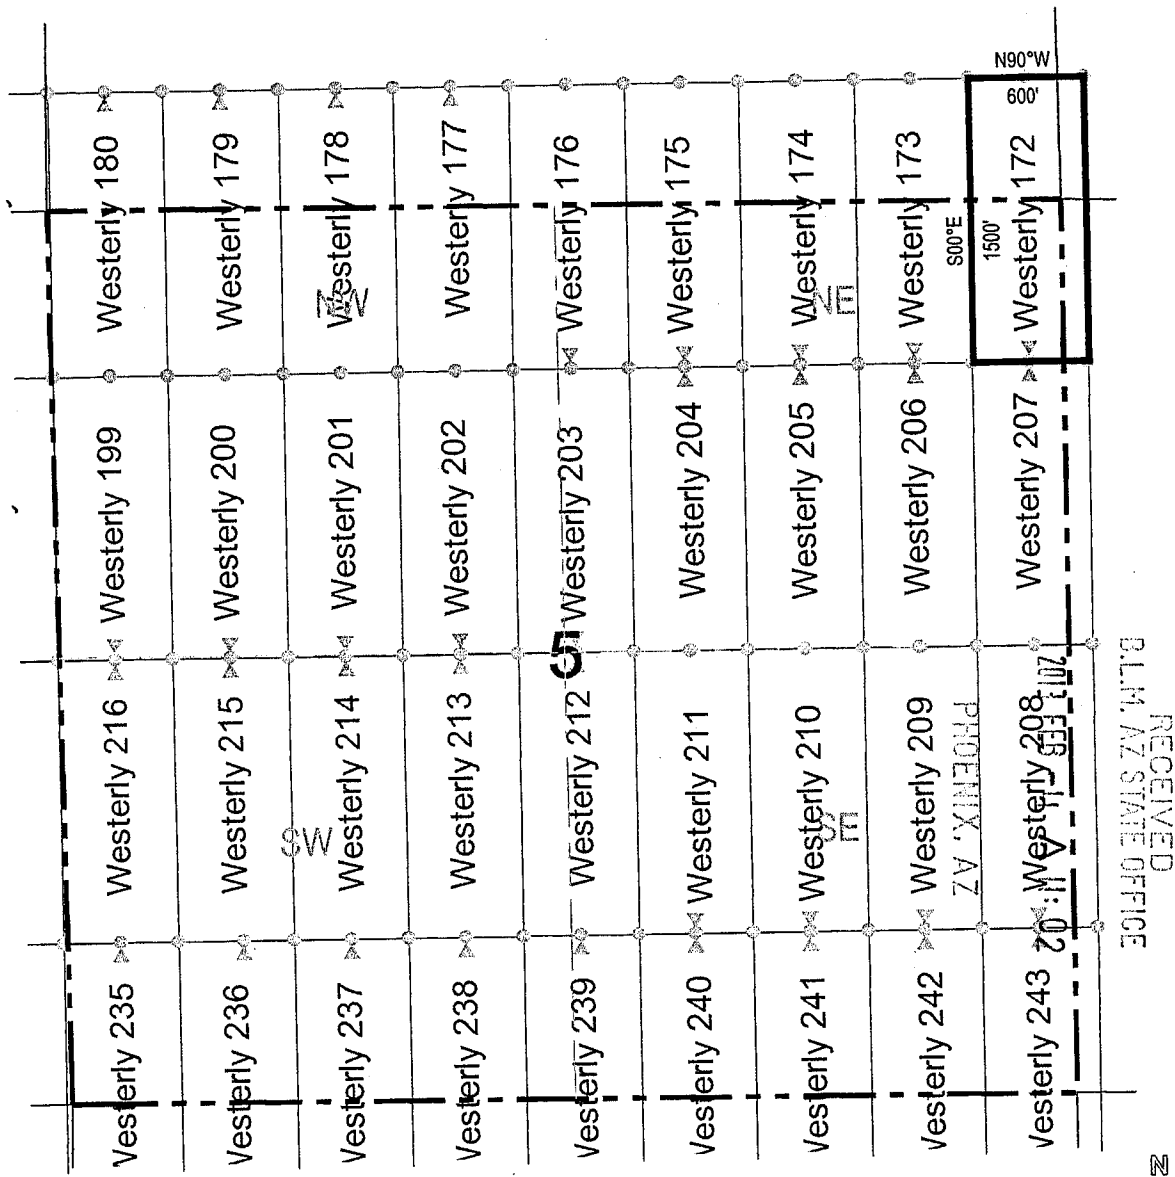 N90°W
600'
Westerly 180
Westerly 179
Westerly 178
Westerly 177
Westerly 176
Westerly 175
Westerly 174
Westerly 173
Westerly 172
S00°E
1500'
NW
NE
Westerly 199
Westerly 200
Westerly 201
Westerly 202
Westerly 203
Westerly 204
Westerly 205
Westerly 206
Westerly 207
5
Westerly 216
Westerly 215
Westerly 214
Westerly 213
Westerly 212
Westerly 211
Westerly 210
Westerly 209
Westerly 208
SW
SE
RECEIVED
B.L.M. AZ STATE OFFICE
FEB
A 11:02
PHOENIX, AZ
Westerly 235
Westerly 236
Westerly 237
Westerly 238
Westerly 239
Westerly 240
Westerly 241
Westerly 242
Westerly 243
N